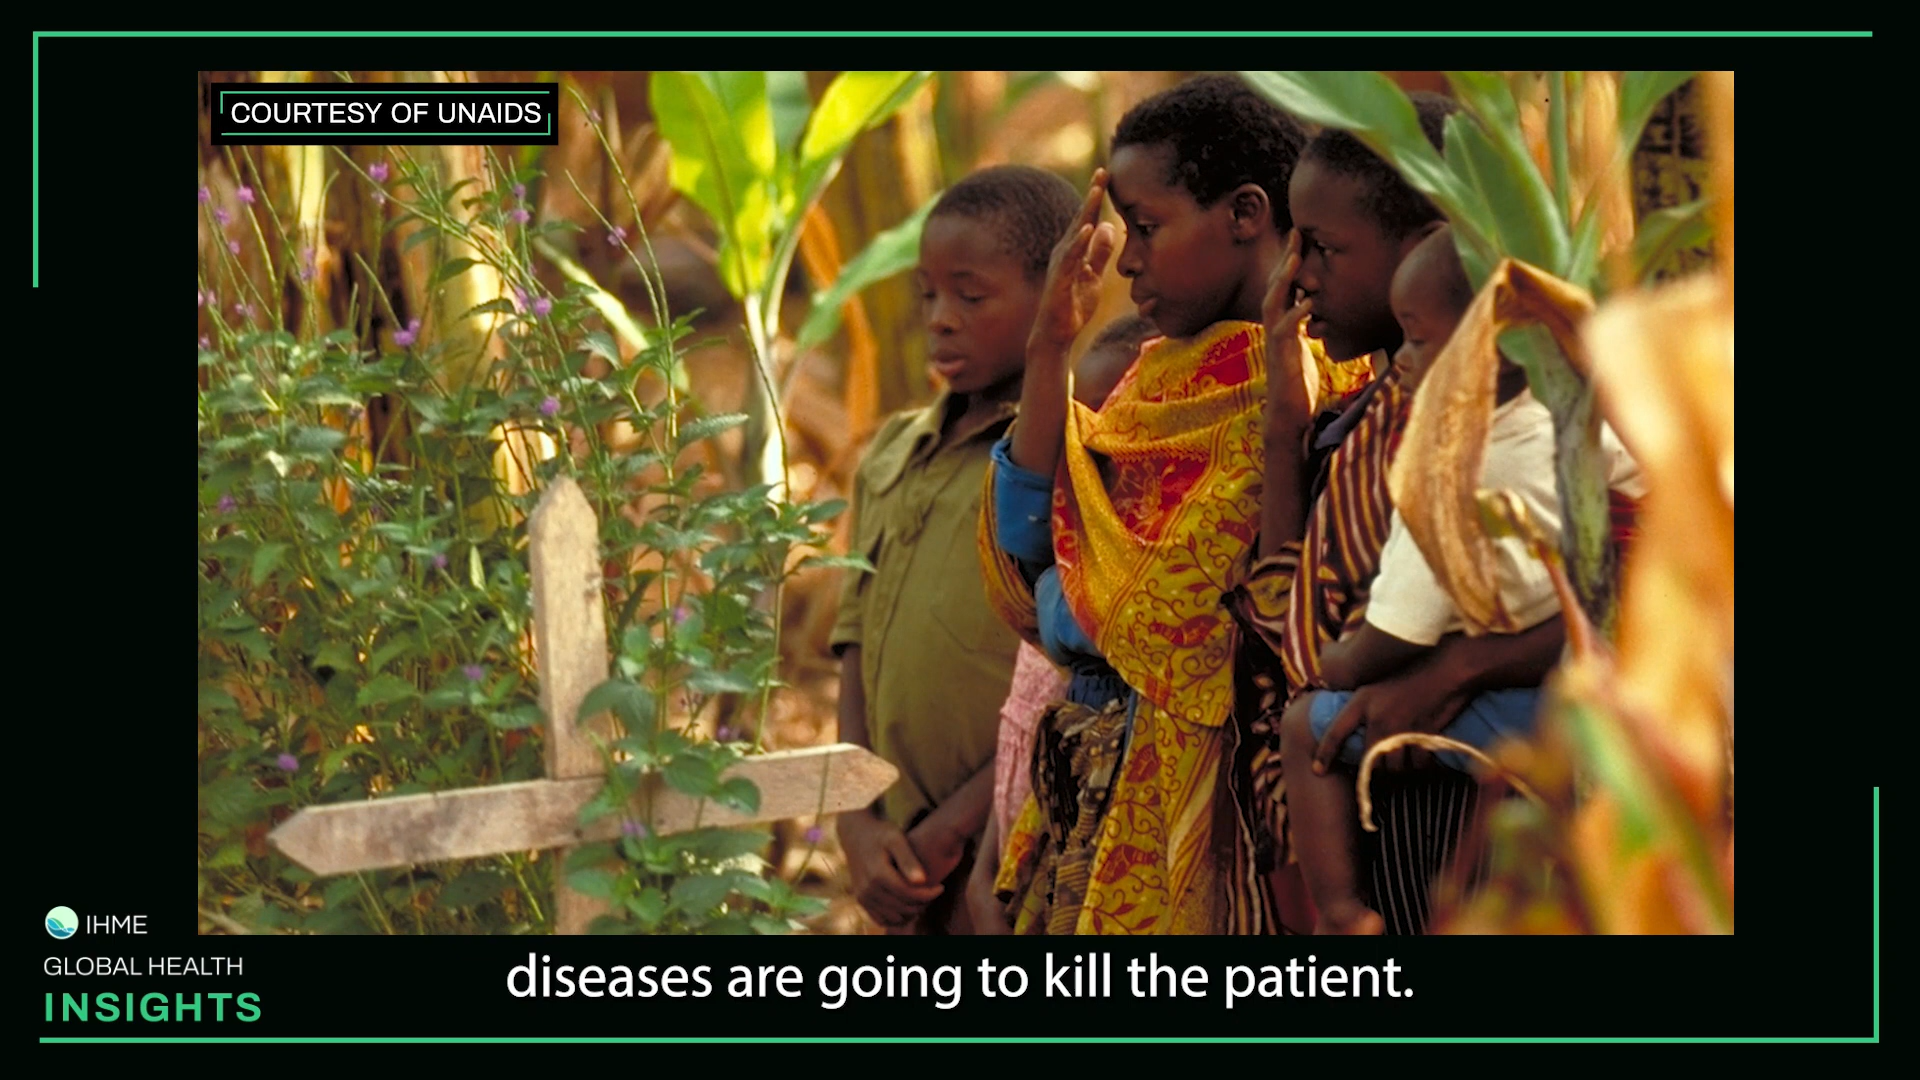 COURTESY OF UNAIDS
IHME
GLOBAL HEALTH
INSIGHTS
diseases are going to kill the patient.